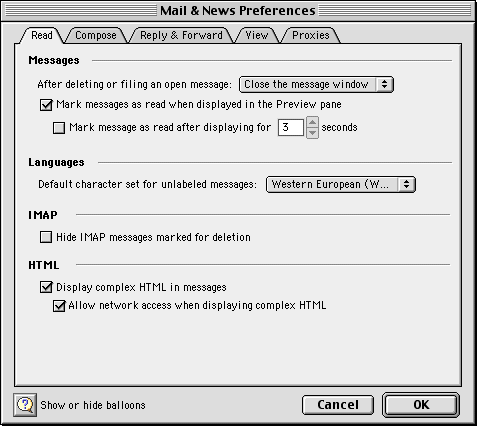 Mail & News Preferences
Read Compose Reply & Forward View Proxies
Messages
After deleting or filing an open message: Close the message window
Mark messages as read when displayed in the Preview pane
Mark message as read after displaying for 3 seconds
Languages
Default character set for unlabeled messages: Western European (W...
IMAP
Hide IMAP messages marked for deletion
HTML
Display complex HTML in messages
Allow network access when displaying complex HTML
? Show or hide balloons Cancel OK